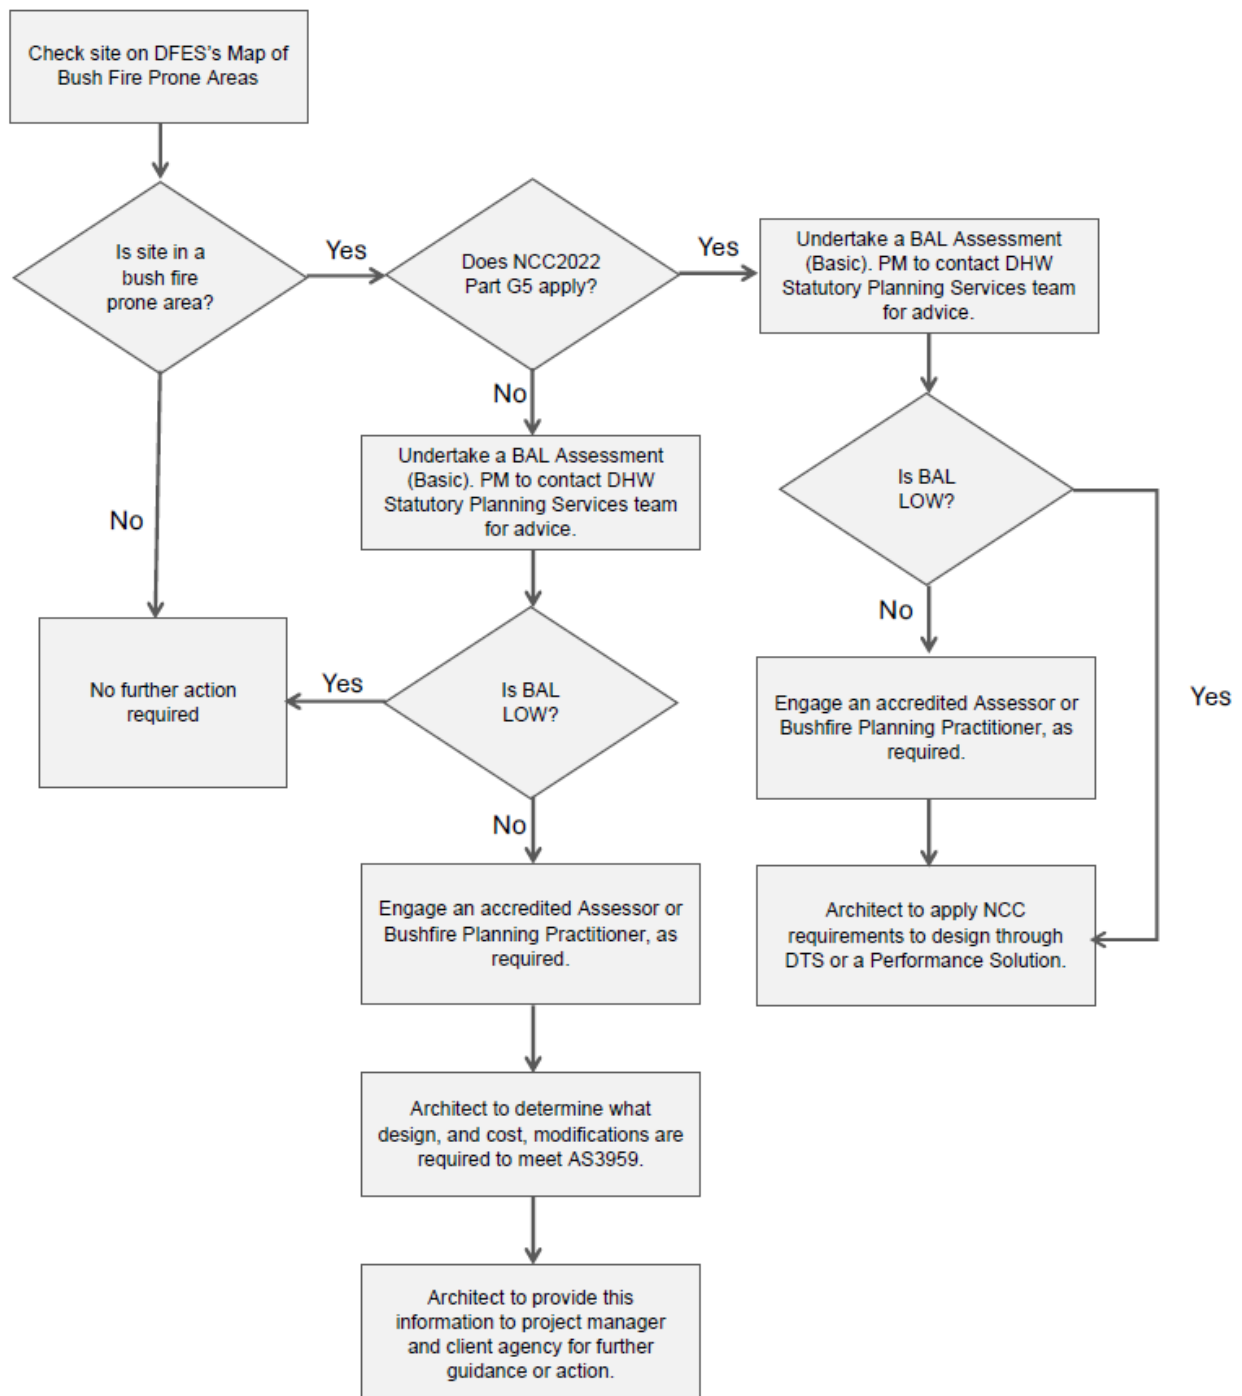 Check site on DFES's Map of
Bush Fire Prone Areas
Is site in a
bush fire
prone area?
Yes
Does NCC2022
Part G5 apply?
Yes
Undertake a BAL Assessment
(Basic). PM to contact DHW
Statutory Planning Services team
for advice.
No
Undertake a BAL Assessment
(Basic). PM to contact DHW
Statutory Planning Services team
for advice.
Is BAL
LOW?
No
No
Yes
No further action
required
Yes
Is BAL
LOW?
Engage an accredited Assessor or
Bushfire Planning Practitioner, as
required.
No
Engage an accredited Assessor or
Bushfire Planning Practitioner, as
required.
Architect to apply NCC
requirements to design through
DTS or a Performance Solution.
Architect to determine what
design, and cost, modifications are
required to meet AS3959.
Architect to provide this
information to project manager
and client agency for further
guidance or action.